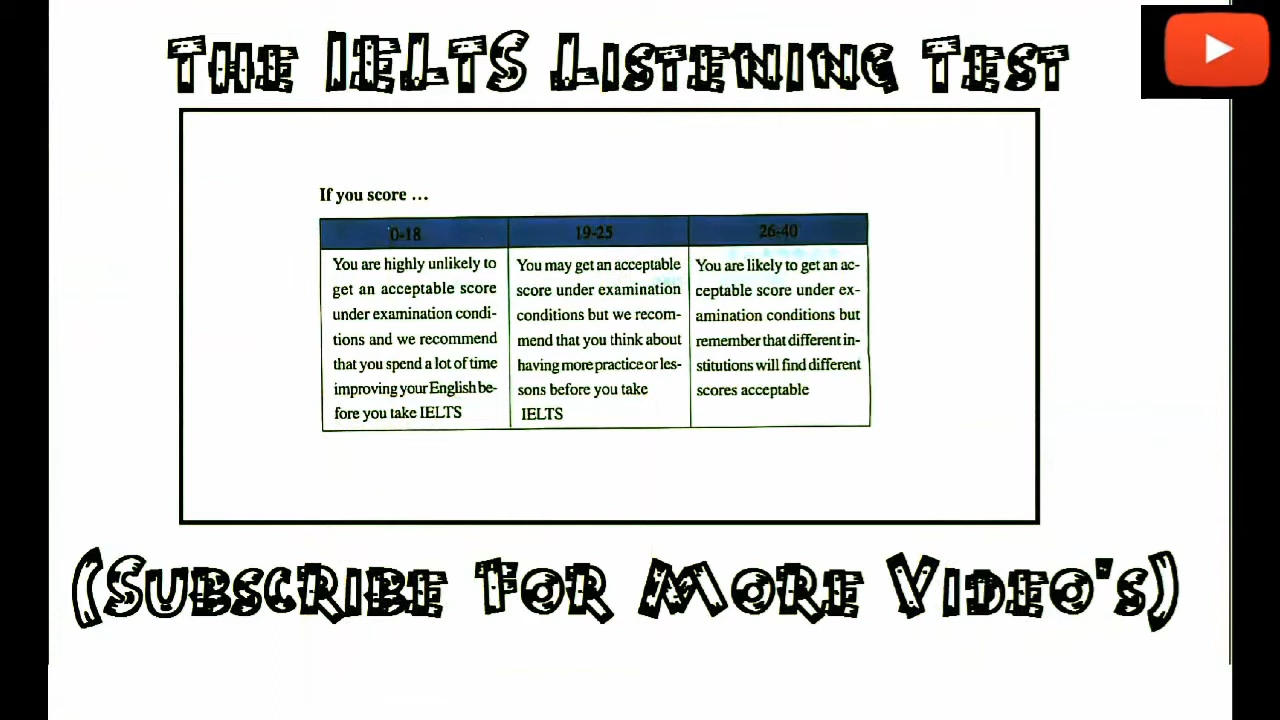 THE IELTS LISTENING TEST
If you score ...
0-18
You are highly unlikely to
get an acceptable score
under examination condi-
tions and we recommend
that you spend a lot of time
improving your English be-
fore you take IELTS
19-25
You may get an acceptable
score under examination
conditions but we recom-
mend that you think about
having more practice or les-
sons before you take
IELTS
26-40
You are likely to get an ac-
ceptable score under ex-
amination conditions but
remember that different in-
stitutions will find different
scores acceptable
(SUBSCRIBE FOR MORE VIDEO'S)